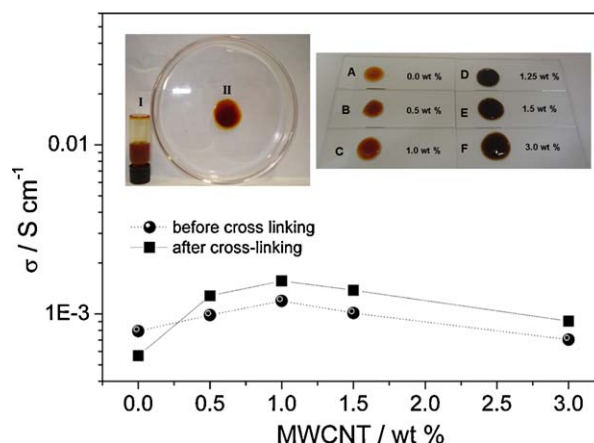 I
II
A
0.0 wt %
D
1.25 wt %
B
0.5 wt %
E
1.5 wt %
C
1.0 wt %
F
3.0 wt %
0.01
before cross linking
after cross-linking
σ / S cm⁻¹
1E-3
0.0 0.5 1.0 1.5 2.0 2.5 3.0
MWCNT / wt %